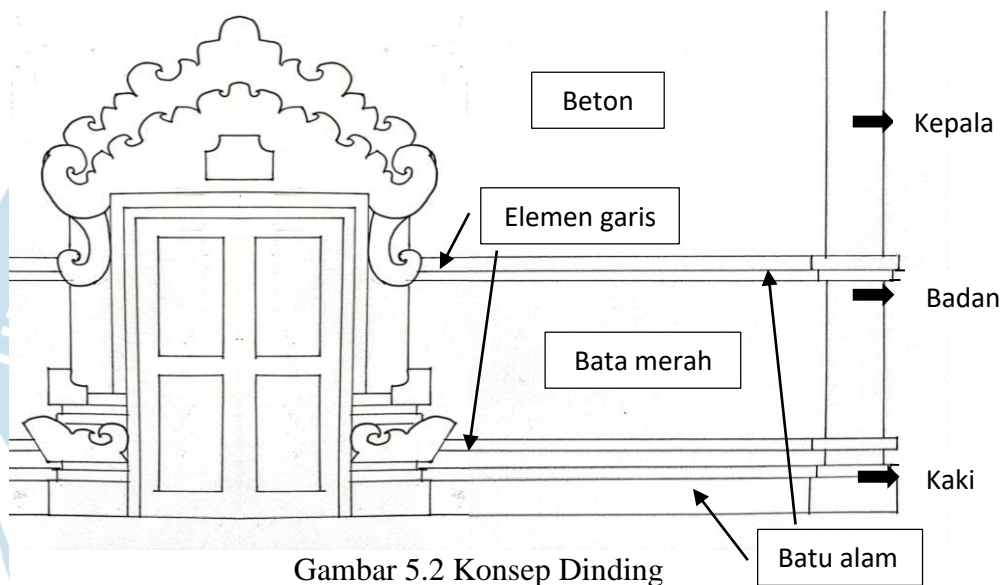 Beton
Kepala
Elemen garis
Badan
Bata merah
Kaki
Batu alam
Gambar 5.2 Konsep Dinding